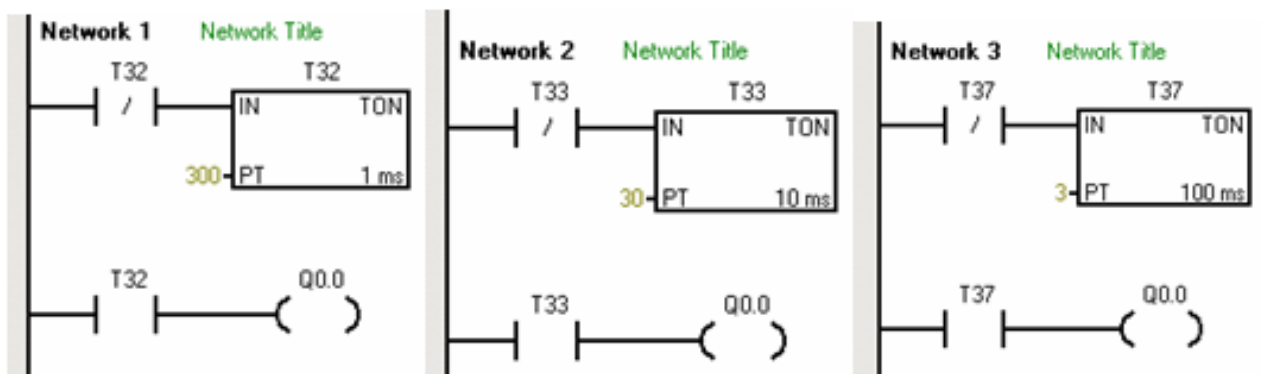 Network 1 Network Title
T32 T32
/ IN TON
300 PT 1 ms
T32 Q0.0
Network 2 Network Title
T33 T33
/ IN TON
30 PT 10 ms
T33 Q0.0
Network 3 Network Title
T37 T37
/ IN TON
3 PT 100 ms
T37 Q0.0